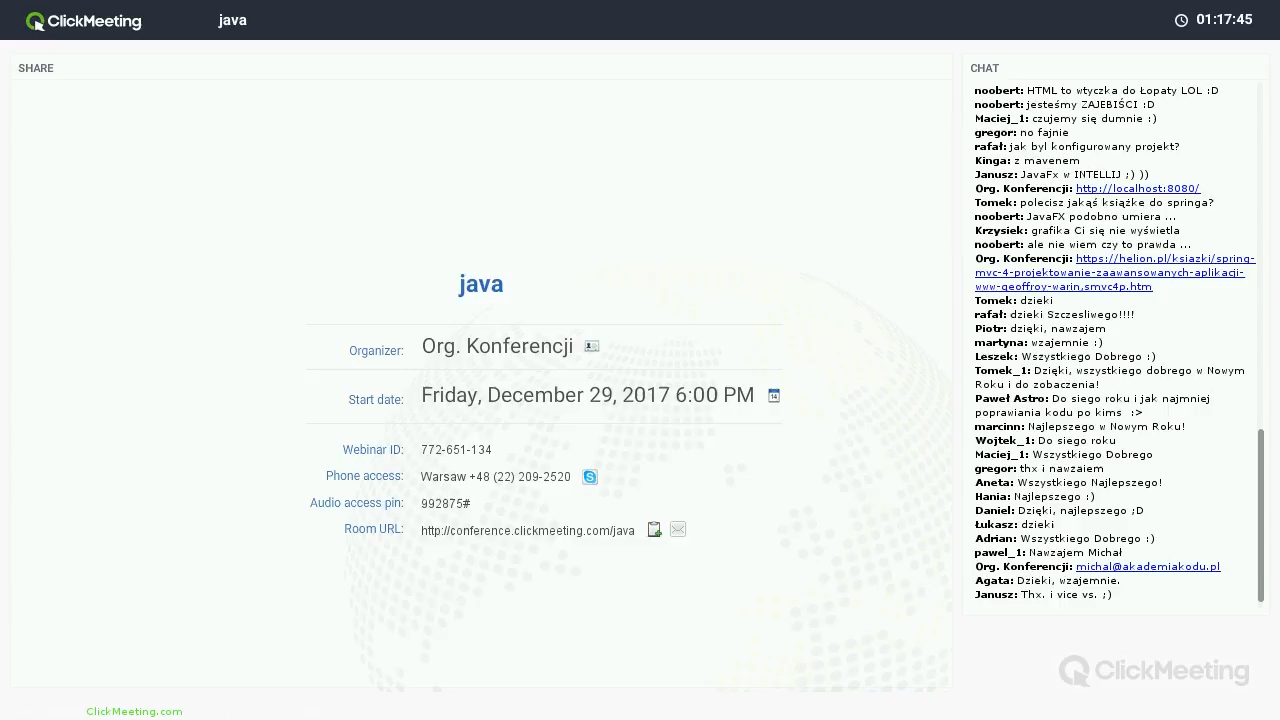 ClickMeeting
java
01:17:45
SHARE
java
Organizer: Org. Konferencji
Start date: Friday, December 29, 2017 6:00 PM
Webinar ID: 772-651-134
Phone access: Warsaw +48 (22) 209-2520
Audio access pin: 992875#
Room URL: http://conference.clickmeeting.com/java
CHAT
noobert: HTML to wtyczka do Łopaty LOL :D
noobert: jesteśmy ZAJEBIŚCI :D
Maciej_1: czujemy się dumnie :)
gregor: no fajnie
rafał: jak byl konfigurowany projekt?
Kinga: z mavenem
Janusz: JavaFx w INTELLIJ ;) ))
Org. Konferencji: http://localhost:8080/
Tomek: polecisz jakąś książke do springa?
noobert: JavaFX podobno umiera ...
Krzysiek: grafika Ci się nie wyświetla
noobert: ale nie wiem czy to prawda ...
Org. Konferencji: https://helion.pl/ksiazki/spring-
mvc-4-projektowanie-zaawansowanych-aplikacji-
www-geoffroy-warin,smvc4p.htm
Tomek: dzieki
rafał: dzieki Szczesliwego!!!!
Piotr: dzięki, nawzajem
martyna: wzajemnie :)
Leszek: Wszystkiego Dobrego :)
Tomek_1: Dzięki, wszystkiego dobrego w Nowym
Roku i do zobaczenia!
Paweł Astro: Do siego roku i jak najmniej
poprawiania kodu po kims :>
marcinn: Najlepszego w Nowym Roku!
Wojtek_1: Do siego roku
Maciej_1: Wszystkiego Dobrego
gregor: thx i nawzaiem
Aneta: Wszystkiego Najlepszego!
Hania: Najlepszego :)
Daniel: Dzięki, najlepszego ;D
Łukasz: dzieki
Adrian: Wszystkiego Dobrego :)
pawel_1: Nawzajem Michał
Org. Konferencji: michal@akademiakodu.pl
Agata: Dzieki, wzajemnie.
Janusz: Thx. i vice vs. ;)
ClickMeeting
ClickMeeting.com